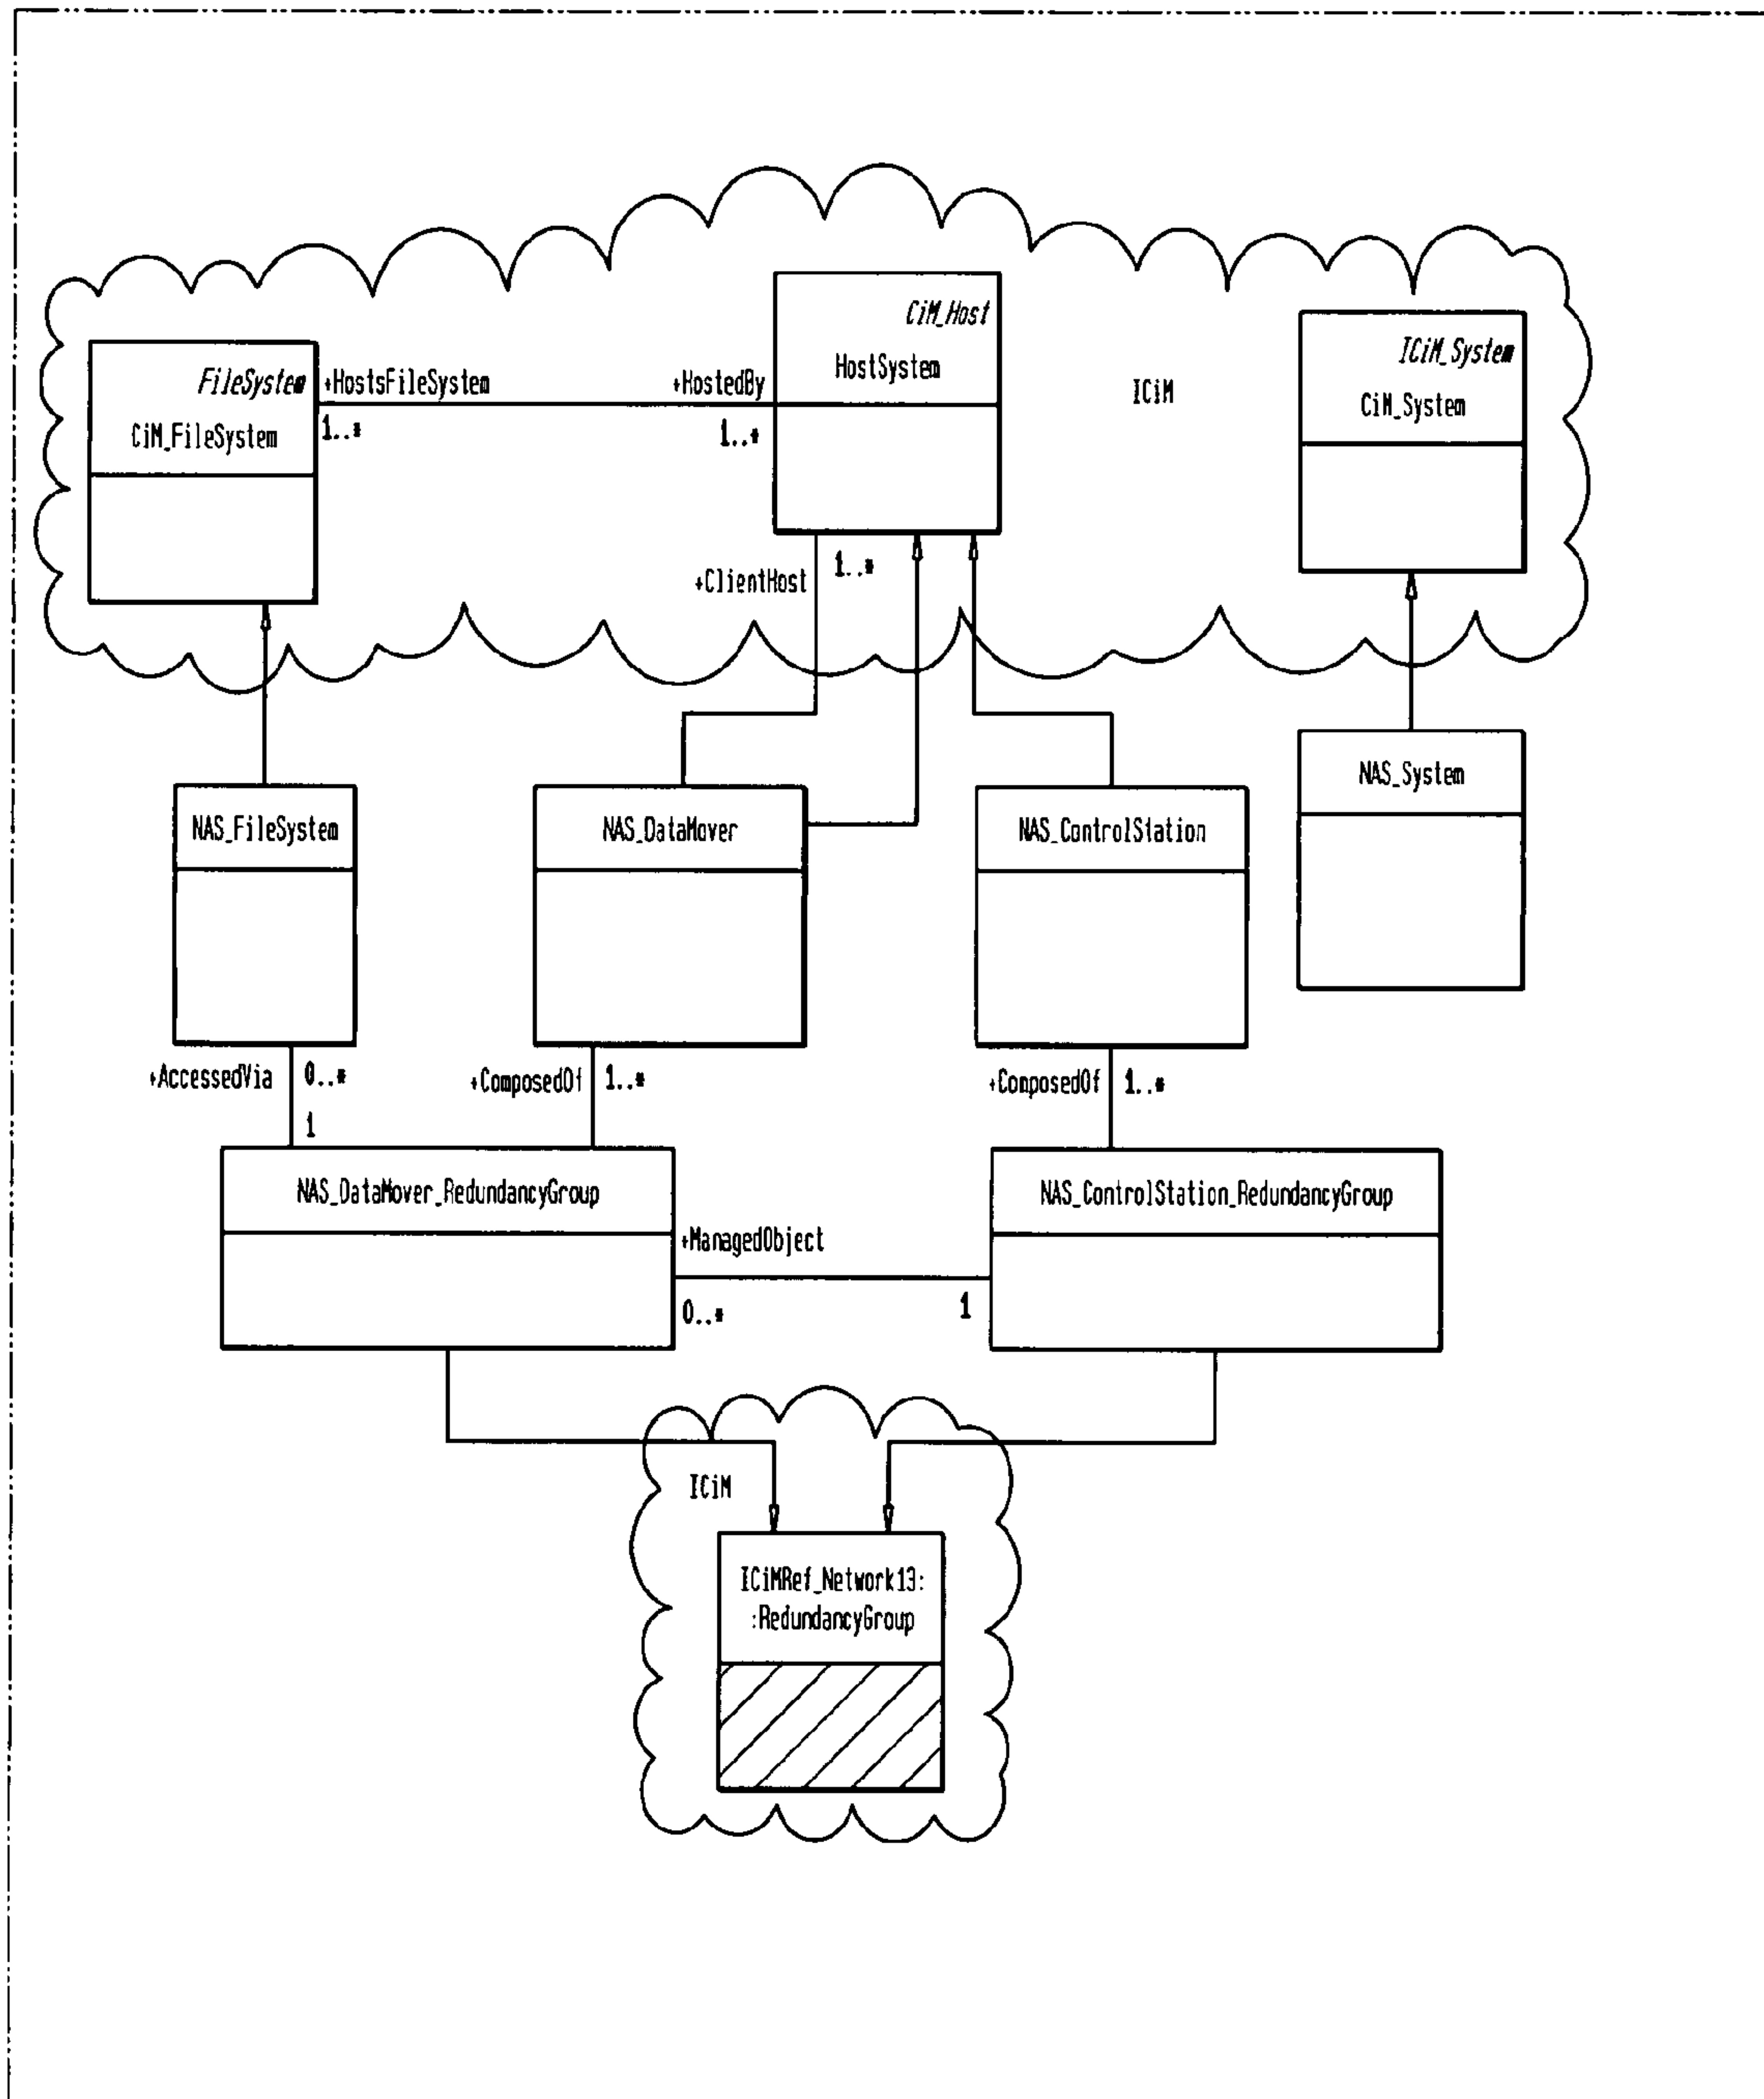 CiM_Host
HostSystem
ICiM_System
CiM_System
ICiM
FileSystem
CiM_FileSystem
+HostsFileSystem
1..*
+HostedBy
1..*
+ClientHost
1..*
NAS_FileSystem
NAS_DataMover
NAS_ControlStation
NAS_System
+AccessedVia
0..*
1
+ComposedOf
1..*
+ComposedOf
1..*
NAS_DataMover_RedundancyGroup
NAS_ControlStation_RedundancyGroup
+ManagedObject
0..*
1
ICiM
ICiMRef_Network13:
:RedundancyGroup